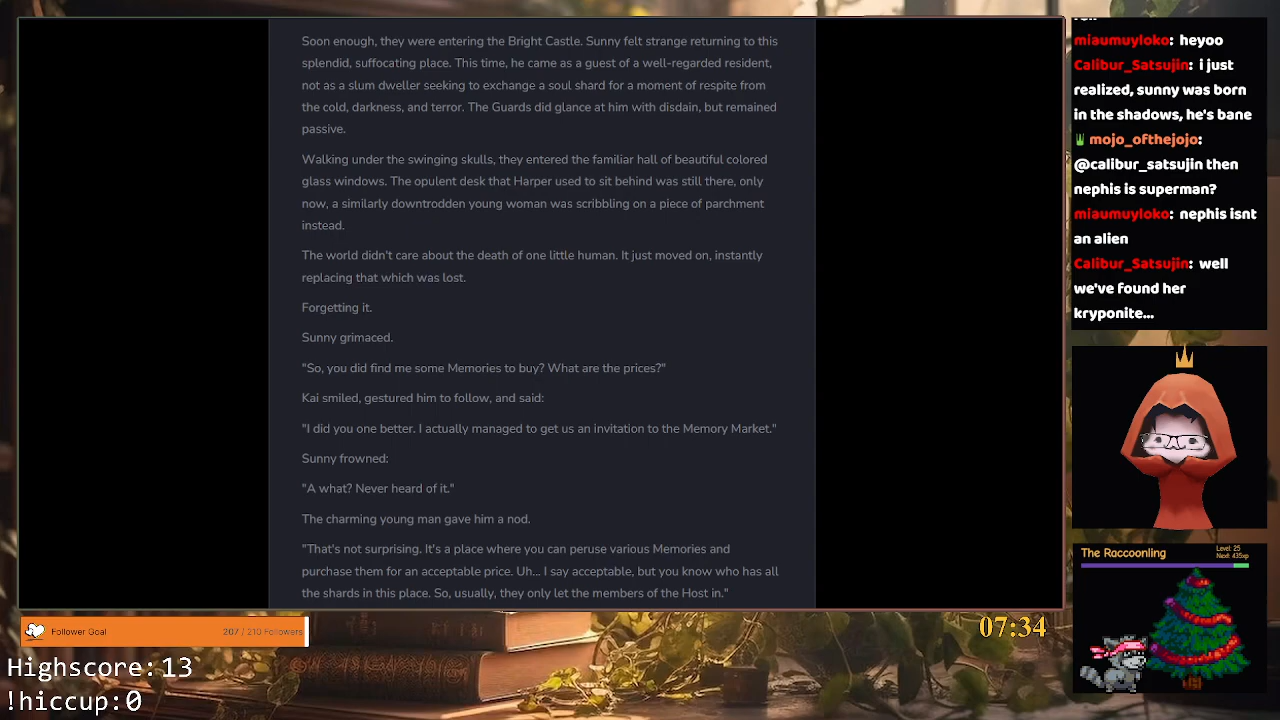 Soon enough, they were entering the Bright Castle. Sunny felt strange returning to this
splendid, suffocating place. This time, he came as a guest of a well-regarded resident,
not as a slum dweller seeking to exchange a soul shard for a moment of respite from
the cold, darkness, and terror. The Guards did glance at him with disdain, but remained
passive.
Walking under the swinging skulls, they entered the familiar hall of beautiful colored
glass windows. The opulent desk that Harper used to sit behind was still there, only
now, a similarly downtrodden young woman was scribbling on a piece of parchment
instead.
The world didn't care about the death of one little human. It just moved on, instantly
replacing that which was lost.
Forgetting it.
Sunny grimaced.
"So, you did find me some Memories to buy? What are the prices?"
Kai smiled, gestured him to follow, and said:
"I did you one better. I actually managed to get us an invitation to the Memory Market."
Sunny frowned:
"A what? Never heard of it."
The charming young man gave him a nod.
"That's not surprising. It's a place where you can peruse various Memories and
purchase them for an acceptable price. Uh... I say acceptable, but you know who has all
the shards in this place. So, usually, they only let the members of the Host in."
miaumuyloko: heyoo
Calibur_Satsujin: i just
realized, sunny was born
in the shadows, he's bane
mojo_ofthejojo:
@calibur_satsujin then
nephis is superman?
miaumuyloko: nephis isnt
an alien
Calibur_Satsujin: well
we've found her
kryponite...
The Raccoonling
Level: 25
Next: 435xp
Follower Goal
207 / 210 Followers
07:34
Highscore:13
!hiccup:0